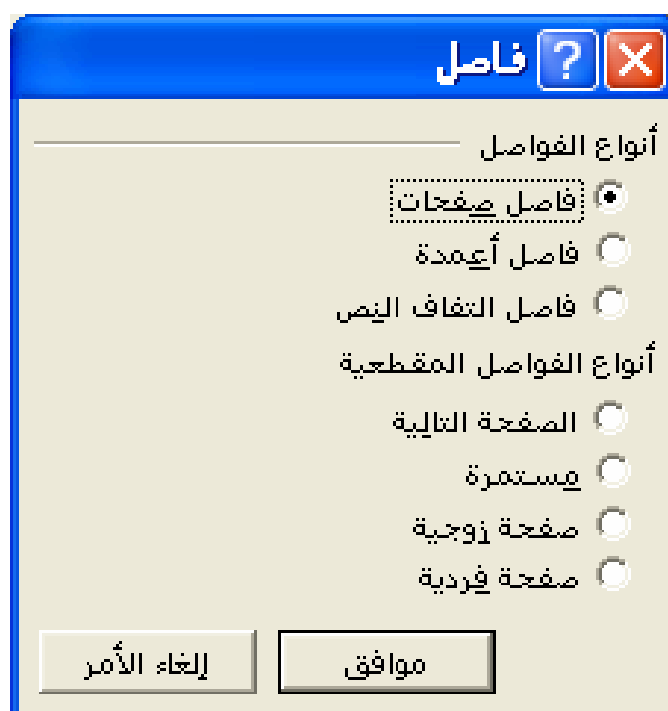 فاصل
أنواع الفواصل
فاصل صفحات
فاصل أعمدة
فاصل التفاف النص
أنواع الفواصل المقطعية
الصفحة التالية
مستمرة
صفحة زوجية
صفحة فردية
موافق
إلغاء الأمر